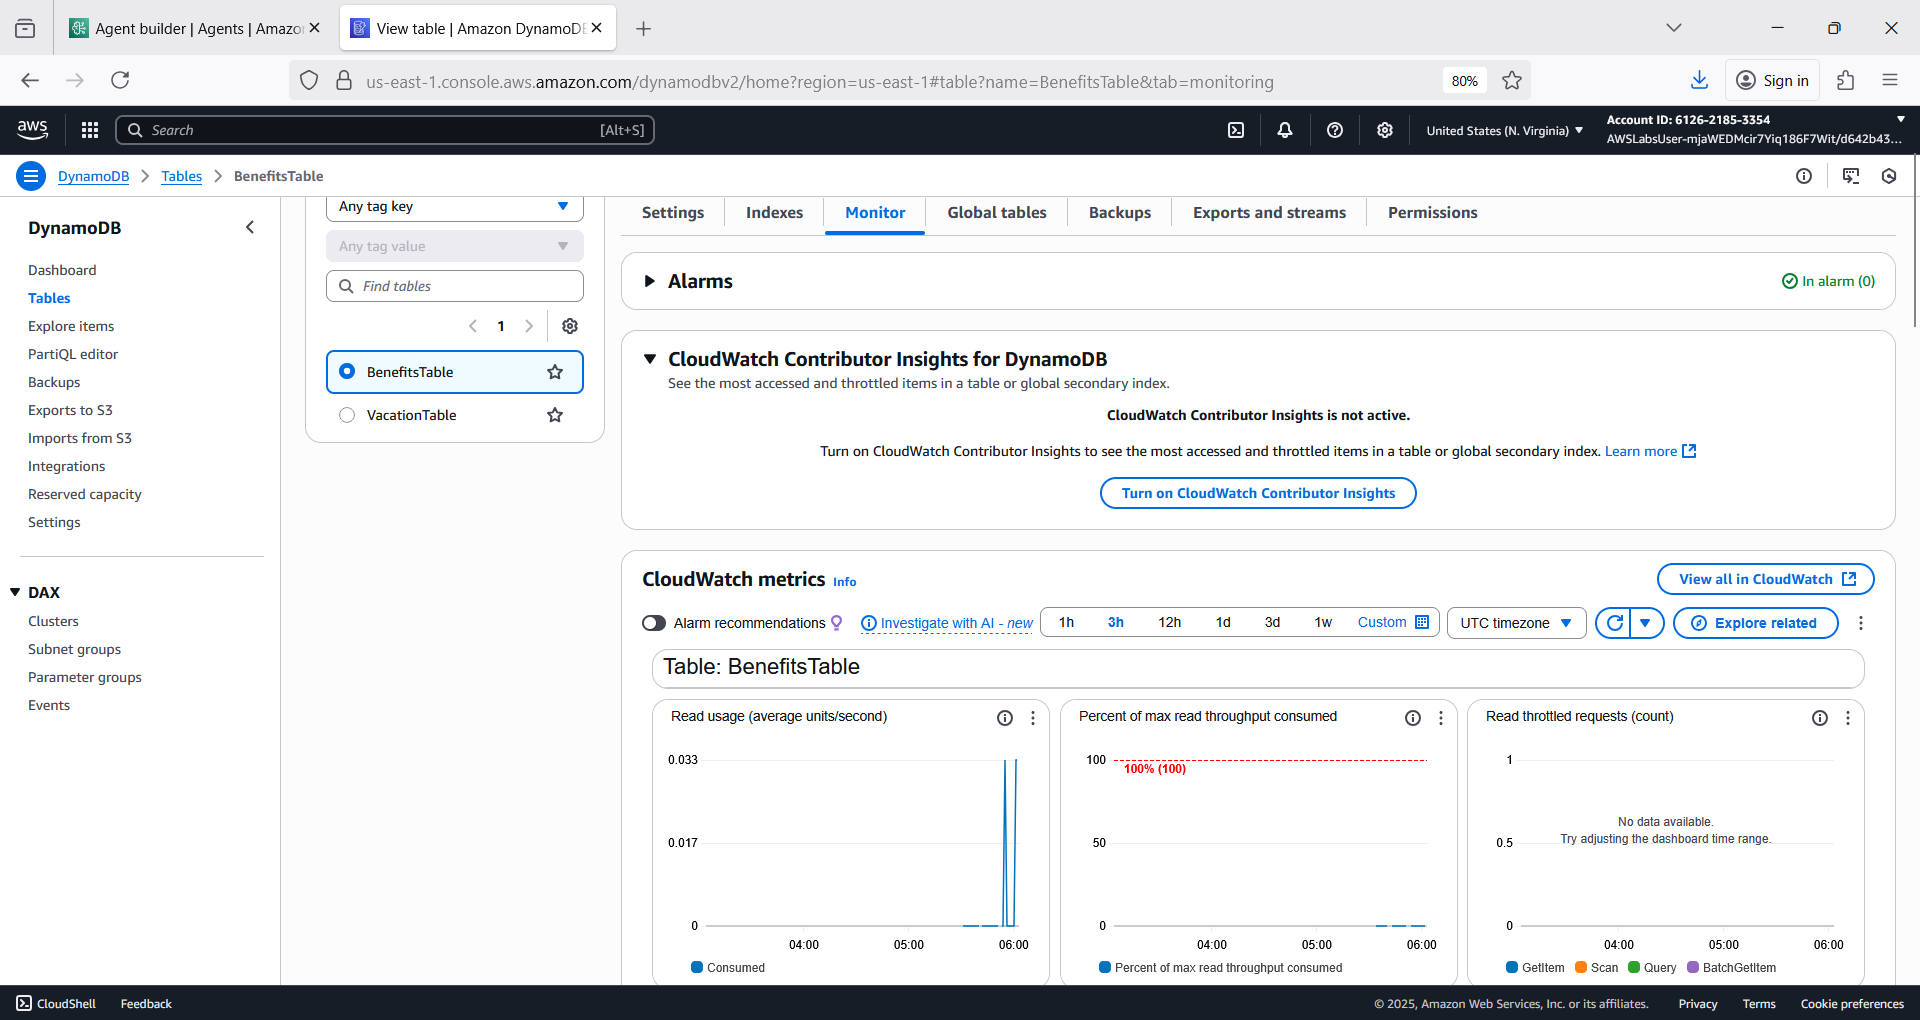 Agent builder | Agents | Amazo
View table | Amazon DynamoDB
us-east-1.console.aws.amazon.com/dynamodbv2/home?region=us-east-1#table?name=BenefitsTable&tab=monitoring
80%
Sign in
aws
Search
[Alt+S]
United States (N. Virginia)
Account ID: 6126-2185-3354
AWSLabsUser-mjaWEDMcir7Yiq186F7Wit/d642b43...
DynamoDB
Tables
BenefitsTable
DynamoDB
Dashboard
Tables
Explore items
PartiQL editor
Backups
Exports to S3
Imports from S3
Integrations
Reserved capacity
Settings
DAX
Clusters
Subnet groups
Parameter groups
Events
Any tag key
Any tag value
Find tables
1
BenefitsTable
VacationTable
Settings
Indexes
Monitor
Global tables
Backups
Exports and streams
Permissions
Alarms
In alarm (0)
CloudWatch Contributor Insights for DynamoDB
See the most accessed and throttled items in a table or global secondary index.
CloudWatch Contributor Insights is not active.
Turn on CloudWatch Contributor Insights to see the most accessed and throttled items in a table or global secondary index. Learn more
Turn on CloudWatch Contributor Insights
CloudWatch metrics Info
View all in CloudWatch
Alarm recommendations
Investigate with AI - new
1h
3h
12h
1d
3d
1w
Custom
UTC timezone
Explore related
Table: BenefitsTable
Read usage (average units/second)
0.033
0.017
0
04:00
05:00
06:00
Consumed
Percent of max read throughput consumed
100
100% (100)
50
0
04:00
05:00
06:00
Percent of max read throughput consumed
Read throttled requests (count)
1
No data available.
Try adjusting the dashboard time range.
0.5
0
04:00
05:00
06:00
GetItem
Scan
Query
BatchGetItem
CloudShell
Feedback
© 2025, Amazon Web Services, Inc. or its affiliates.
Privacy
Terms
Cookie preferences